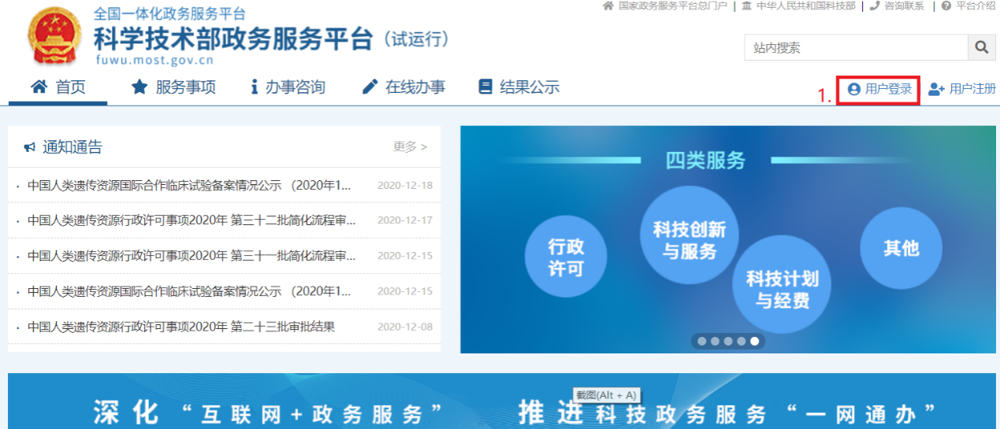 全国一体化政务服务平台
科学技术部政务服务平台（试运行）
fuwu.most.gov.cn
国家政务服务平台总门户 | 中华人民共和国科技部 | 咨询联系 | 平台介绍
站内搜索
首页 服务事项 办事咨询 在线办事 结果公示
1. 用户登录 用户注册
通知通告 更多 >
· 中国人类遗传资源国际合作临床试验备案情况公示 （2020年1... 2020-12-18
· 中国人类遗传资源行政许可事项2020年 第三十二批简化流程审... 2020-12-17
· 中国人类遗传资源行政许可事项2020年 第三十一批简化流程审... 2020-12-15
· 中国人类遗传资源国际合作临床试验备案情况公示 （2020年1... 2020-12-15
· 中国人类遗传资源行政许可事项2020年 第二十三批审批结果 2020-12-08
四类服务
行政
许可
科技创新
与服务
科技计划
与经费
其他
截图(Alt + A)
深化“互联网+政务服务” 推进科技政务服务“一网通办”